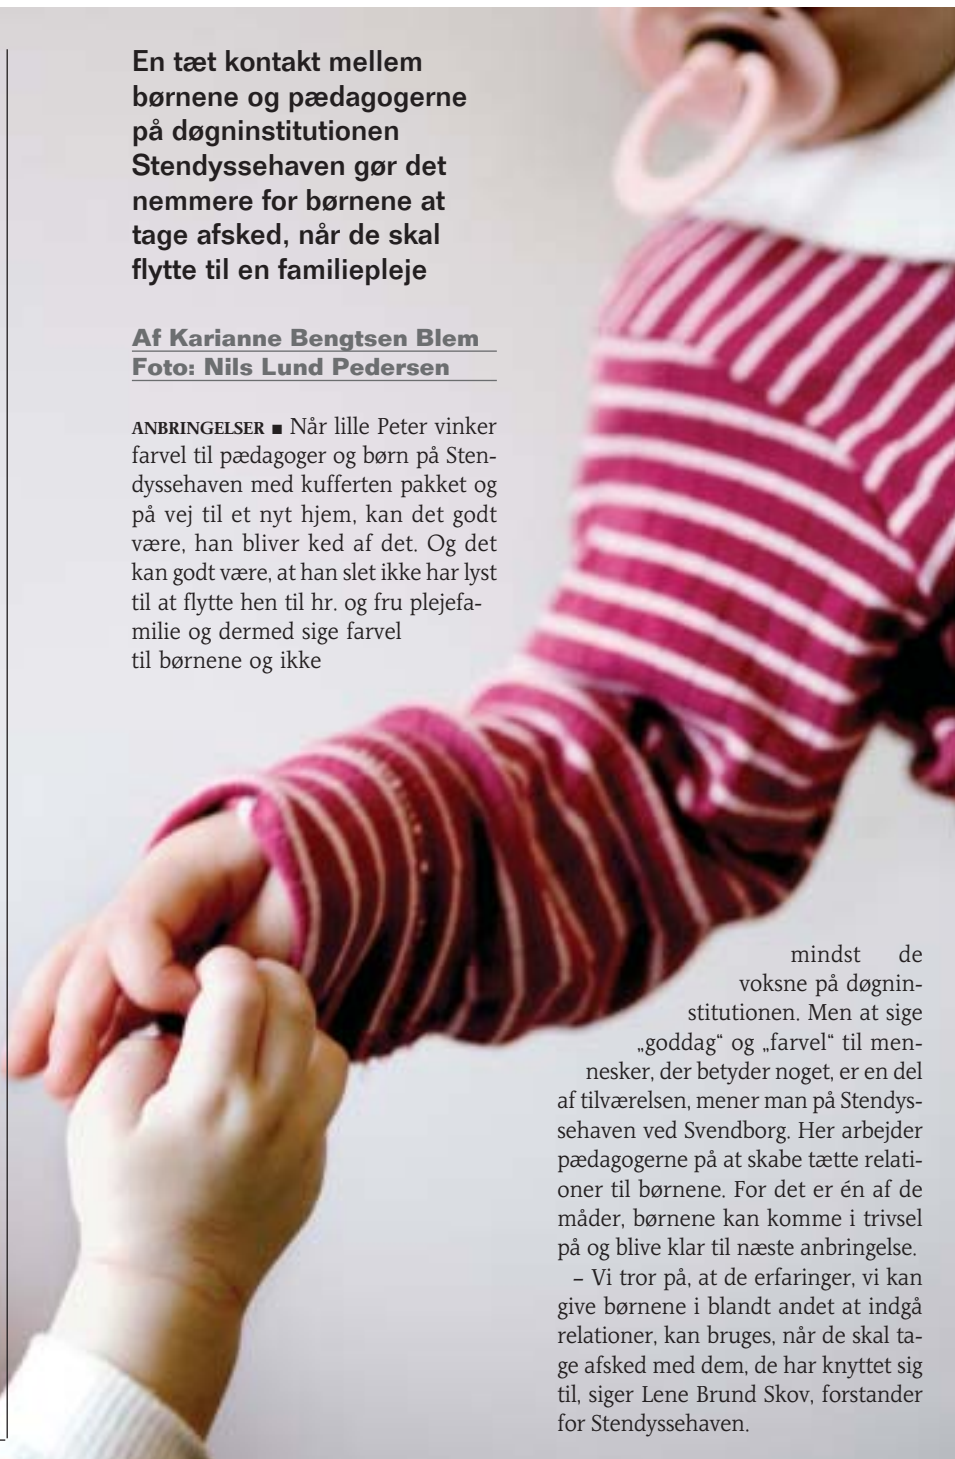 En tæt kontakt mellem
børnene og pædagogerne
på døgninstitutionen
Stendyssehaven gør det
nemmere for børnene at
tage afsked, når de skal
flytte til en familiepleje
Af Karianne Bengtsen Blem
Foto: Nils Lund Pedersen
ANBRINGELSER ■ Når lille Peter vinker
farvel til pædagoger og børn på Sten-
dyssehaven med kufferten pakket og
på vej til et nyt hjem, kan det godt
være, han bliver ked af det. Og det
kan godt være, at han slet ikke har lyst
til at flytte hen til hr. og fru plejefa-
milie og dermed sige farvel
til børnene og ikke
mindst de
voksne på døgnin-
stitutionen. Men at sige
„goddag“ og „farvel“ til men-
nesker, der betyder noget, er en del
af tilværelsen, mener man på Stendys-
sehaven ved Svendborg. Her arbejder
pædagogerne på at skabe tætte relati-
oner til børnene. For det er én af de
måder, børnene kan komme i trivsel
på og blive klar til næste anbringelse.
– Vi tror på, at de erfaringer, vi kan
give børnene i blandt andet at indgå
relationer, kan bruges, når de skal ta-
ge afsked med dem, de har knyttet sig
til, siger Lene Brund Skov, forstander
for Stendyssehaven.